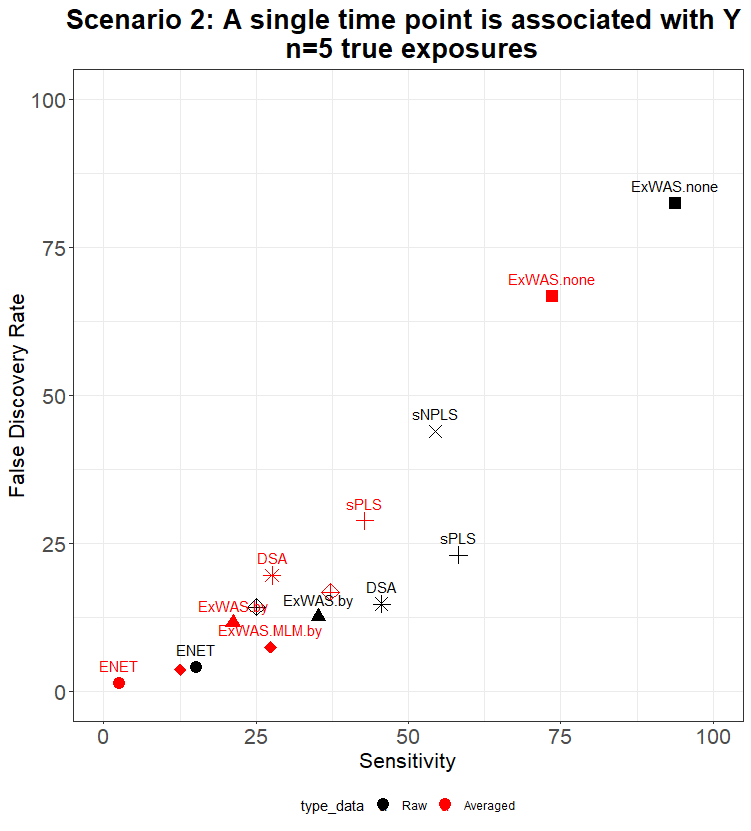 Scenario 2: A single time point is associated with Y
n=5 true exposures
False Discovery Rate
100
75
50
25
0
ExWAS.none
ExWAS.none
sNPLS
sPLS
sPLS
DSA
DSA
ExWAS.by
ExWAS.by
ExWAS.MLM.by
ENET
ENET
0 25 50 75 100
Sensitivity
type_data Raw Averaged